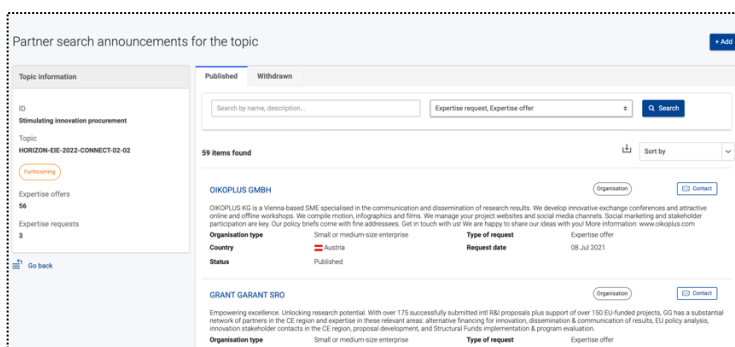 Partner search announcements for the topic
+ Add
Topic information
ID
Stimulating innovation procurement
Topic
HORIZON-EIE-2022-CONNECT-02-02
Forthcoming
Expertise offers
56
Expertise requests
3
Go back
Published Withdrawn
Search by name, description...
Expertise request, Expertise offer
Search
59 items found
Sort by
OIKOPLUS GMBH
Organisation
Contact
OIKOPLUS KG is a Vienna-based SME specialised in the communication and dissemination of research results. We develop innovative exchange conferences and attractive
online and offline workshops. We compile motion, infographics and films. We manage your project websites and social media channels. Social marketing and stakeholder
participation are key. Our policy briefs come with fine addressers. Get in touch with us! We are happy to share our ideas with you! More information: www.oikoplus.com
Organisation type Small or medium-size enterprise Type of request Expertise offer
Country Austria Request date 08 Jul 2021
Status Published
GRANT GARANT SRO
Organisation
Contact
Empowering excellence. Unlocking research potential. With over 175 successfully submitted intl R&I proposals plus support of over 150 EU-funded projects, GG has a substantial
network of partners in the CE region and expertise in these relevant areas: alternative financing for innovation, dissemination & communication of results, EU policy analysis,
innovation stakeholder contacts in the CE region, proposal development, and Structural Funds implementation & program evaluation.
Organisation type Small or medium-size enterprise Type of request Expertise offer